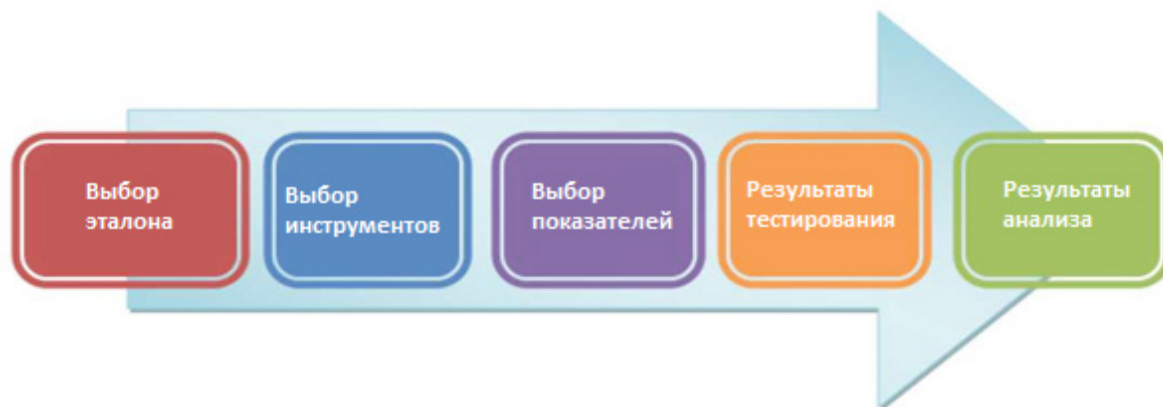 Выбор
эталона
Выбор
инструментов
Выбор
показателей
Результаты
тестирования
Результаты
анализа